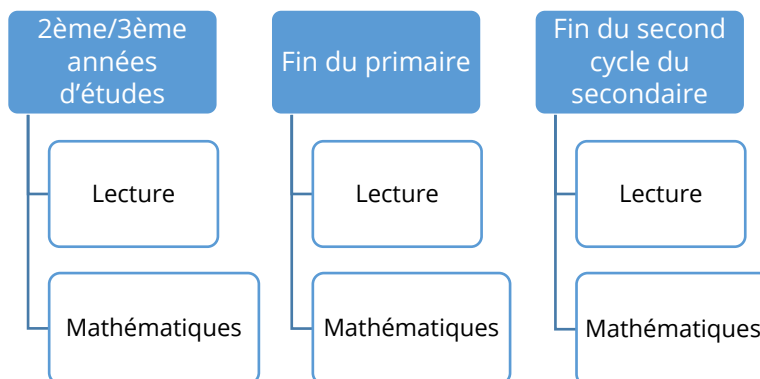 2ème/3ème
années
d’études
Lecture
Mathématiques
Fin du primaire
Lecture
Mathématiques
Fin du second
cycle du
secondaire
Lecture
Mathématiques